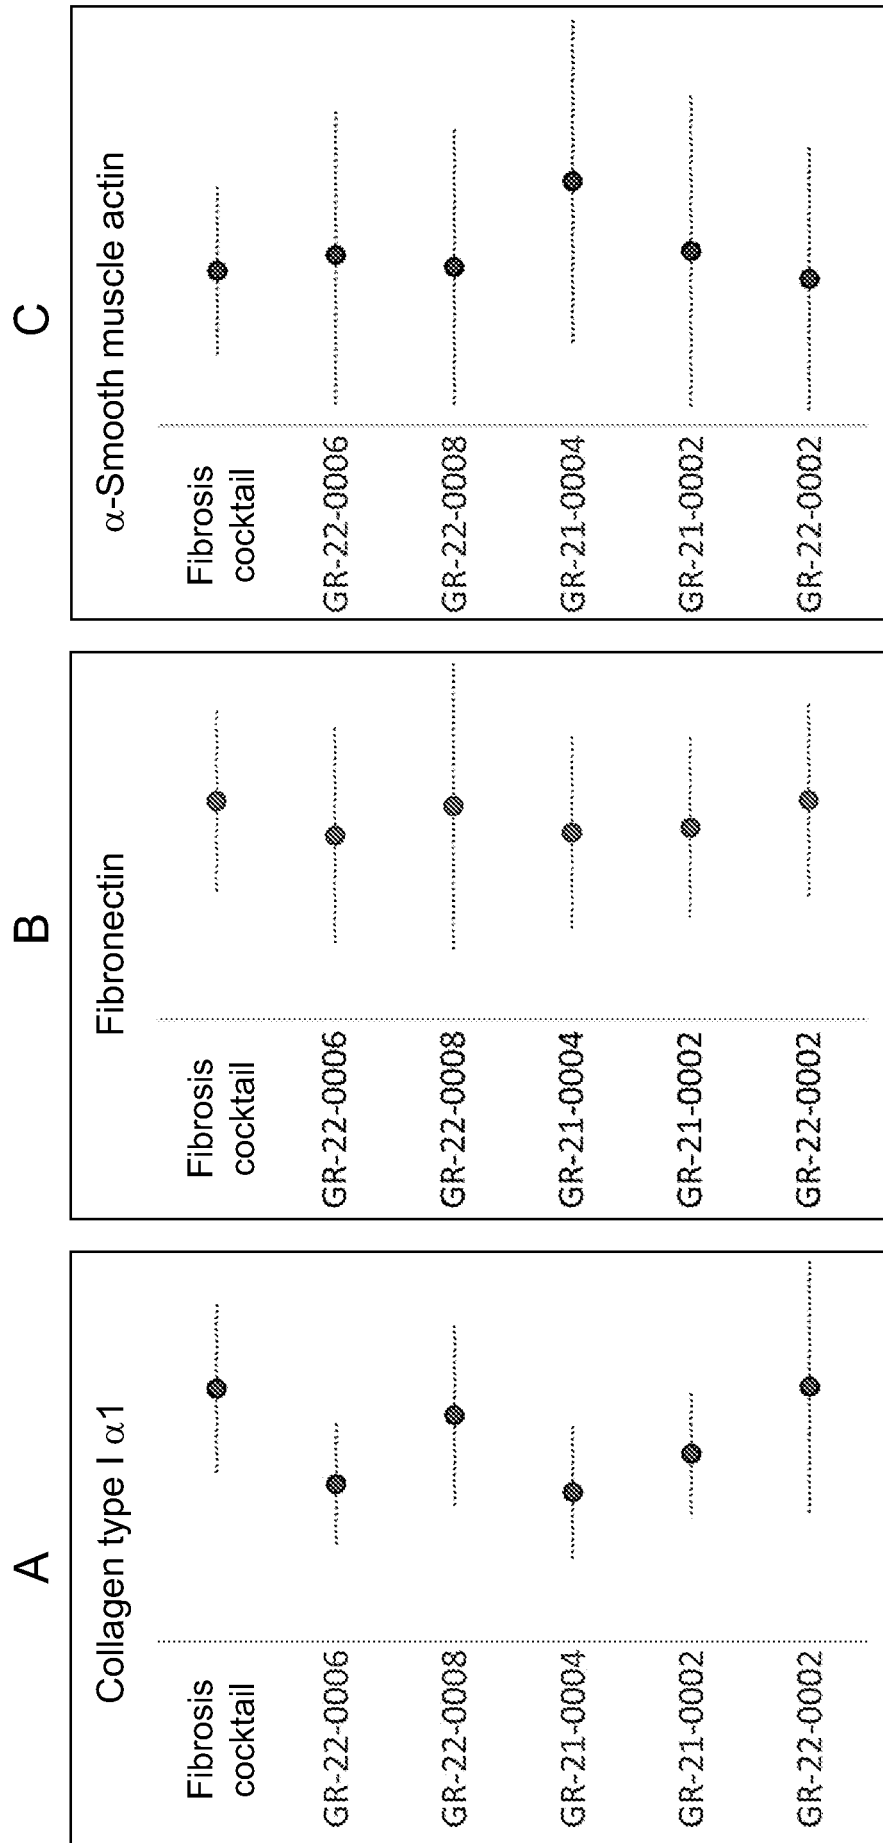 A
Collagen type I α1
Fibrosis
cocktail
GR-22-0006
GR-22-0008
GR-21-0004
GR-21-0002
GR-22-0002
B
Fibronectin
Fibrosis
cocktail
GR-22-0006
GR-22-0008
GR-21-0004
GR-21-0002
GR-22-0002
C
α-Smooth muscle actin
Fibrosis
cocktail
GR-22-0006
GR-22-0008
GR-21-0004
GR-21-0002
GR-22-0002